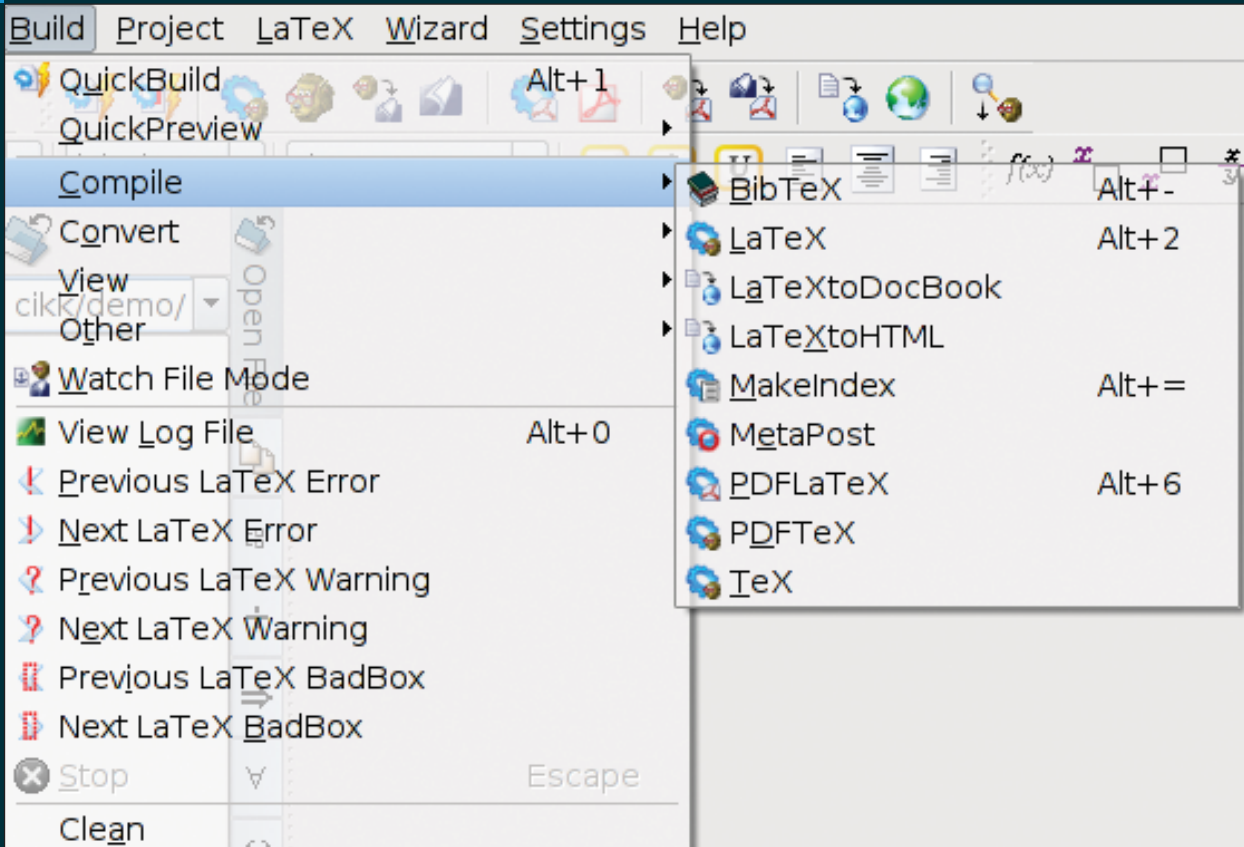 Build Project LaTeX Wizard Settings Help
QuickBuild Alt+1
QuickPreview
Compile
Convert
View
cikk/demo/
Other
Watch File Mode
View Log File Alt+0
Previous LaTeX Error
Next LaTeX Error
Previous LaTeX Warning
Next LaTeX Warning
Previous LaTeX BadBox
Next LaTeX BadBox
Stop Escape
Clean
Open File
U f(x)
BibTeX Alt+-
LaTeX Alt+2
LaTeXtoDocBook
LaTeXtoHTML
MakeIndex Alt+=
MetaPost
PDFLaTeX Alt+6
PDFTeX
TeX